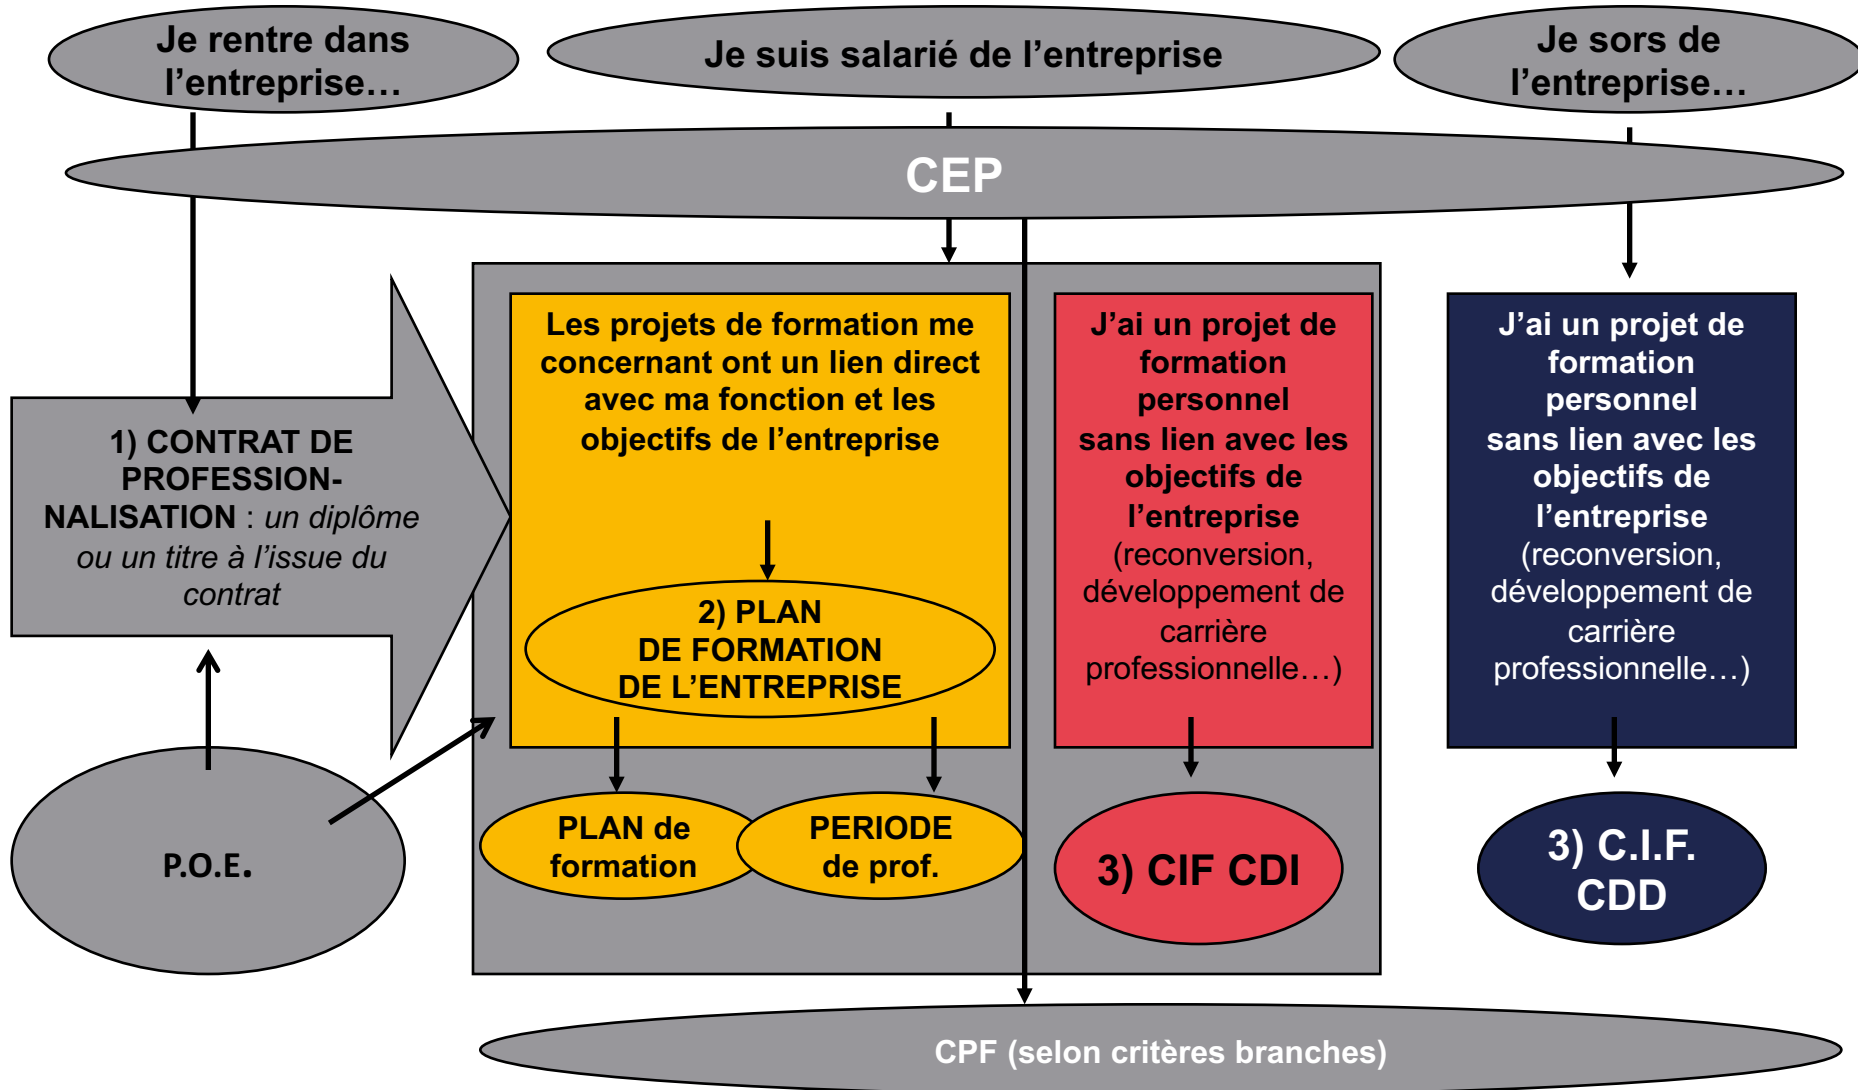 Je rentre dans
l’entreprise…
Je suis salarié de l’entreprise
Je sors de
l’entreprise…
CEP
1) CONTRAT DE
PROFESSION-
NALISATION : un diplôme
ou un titre à l’issue du
contrat
Les projets de formation me
concernant ont un lien direct
avec ma fonction et les
objectifs de l’entreprise
2) PLAN
DE FORMATION
DE L’ENTREPRISE
J’ai un projet de
formation
personnel
sans lien avec les
objectifs de
l’entreprise
(reconversion,
développement de
carrière
professionnelle…)
J’ai un projet de
formation
personnel
sans lien avec les
objectifs de
l’entreprise
(reconversion,
développement de
carrière
professionnelle…)
P.O.E.
PLAN de
formation
PERIODE
de prof.
3) CIF CDI
3) C.I.F.
CDD
CPF (selon critères branches)